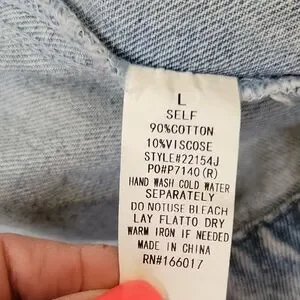 L
SELF
90%COTTON
10%VISCOSE
STYLE#22154J
PO#P7140(R)
HAND WASH COLD WATER
SEPARATELY
DO NOTUSE BLEACH
LAY FLATTO DRY
WARM IRON IF NEEDED
MADE IN CHINA
RN#166017